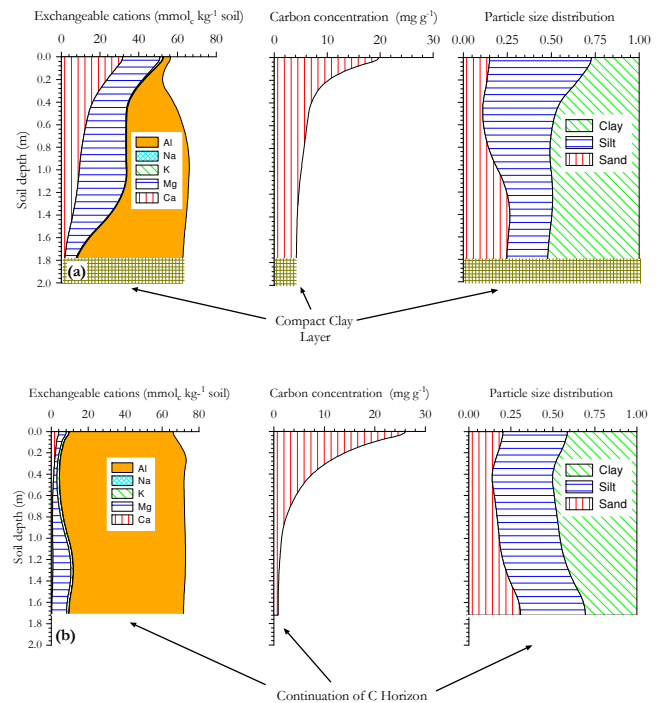 Exchangeable cations (mmolc kg-1 soil)
Carbon concentration (mg g-1)
Particle size distribution
0 20 40 60 80
0 10 20 30
0.00 0.25 0.50 0.75 1.00
Soil depth (m)
0.0
0.2
0.4
0.6
0.8
1.0
1.2
1.4
1.6
1.8
2.0
Al
Na
K
Mg
Ca
Clay
Silt
Sand
(a)
Compact Clay
Layer
Exchangeable cations (mmolc kg-1 soil)
Carbon concentration (mg g-1)
Particle size distribution
0 20 40 60 80
0 10 20 30
0.00 0.25 0.50 0.75 1.00
Soil depth (m)
0.0
0.2
0.4
0.6
0.8
1.0
1.2
1.4
1.6
1.8
2.0
Al
Na
K
Mg
Ca
Clay
Silt
Sand
(b)
Continuation of C Horizon